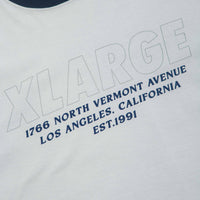 XLARGE
1766 NORTH VERMONT AVENUE
LOS ANGELES. CALIFORNIA
EST.1991